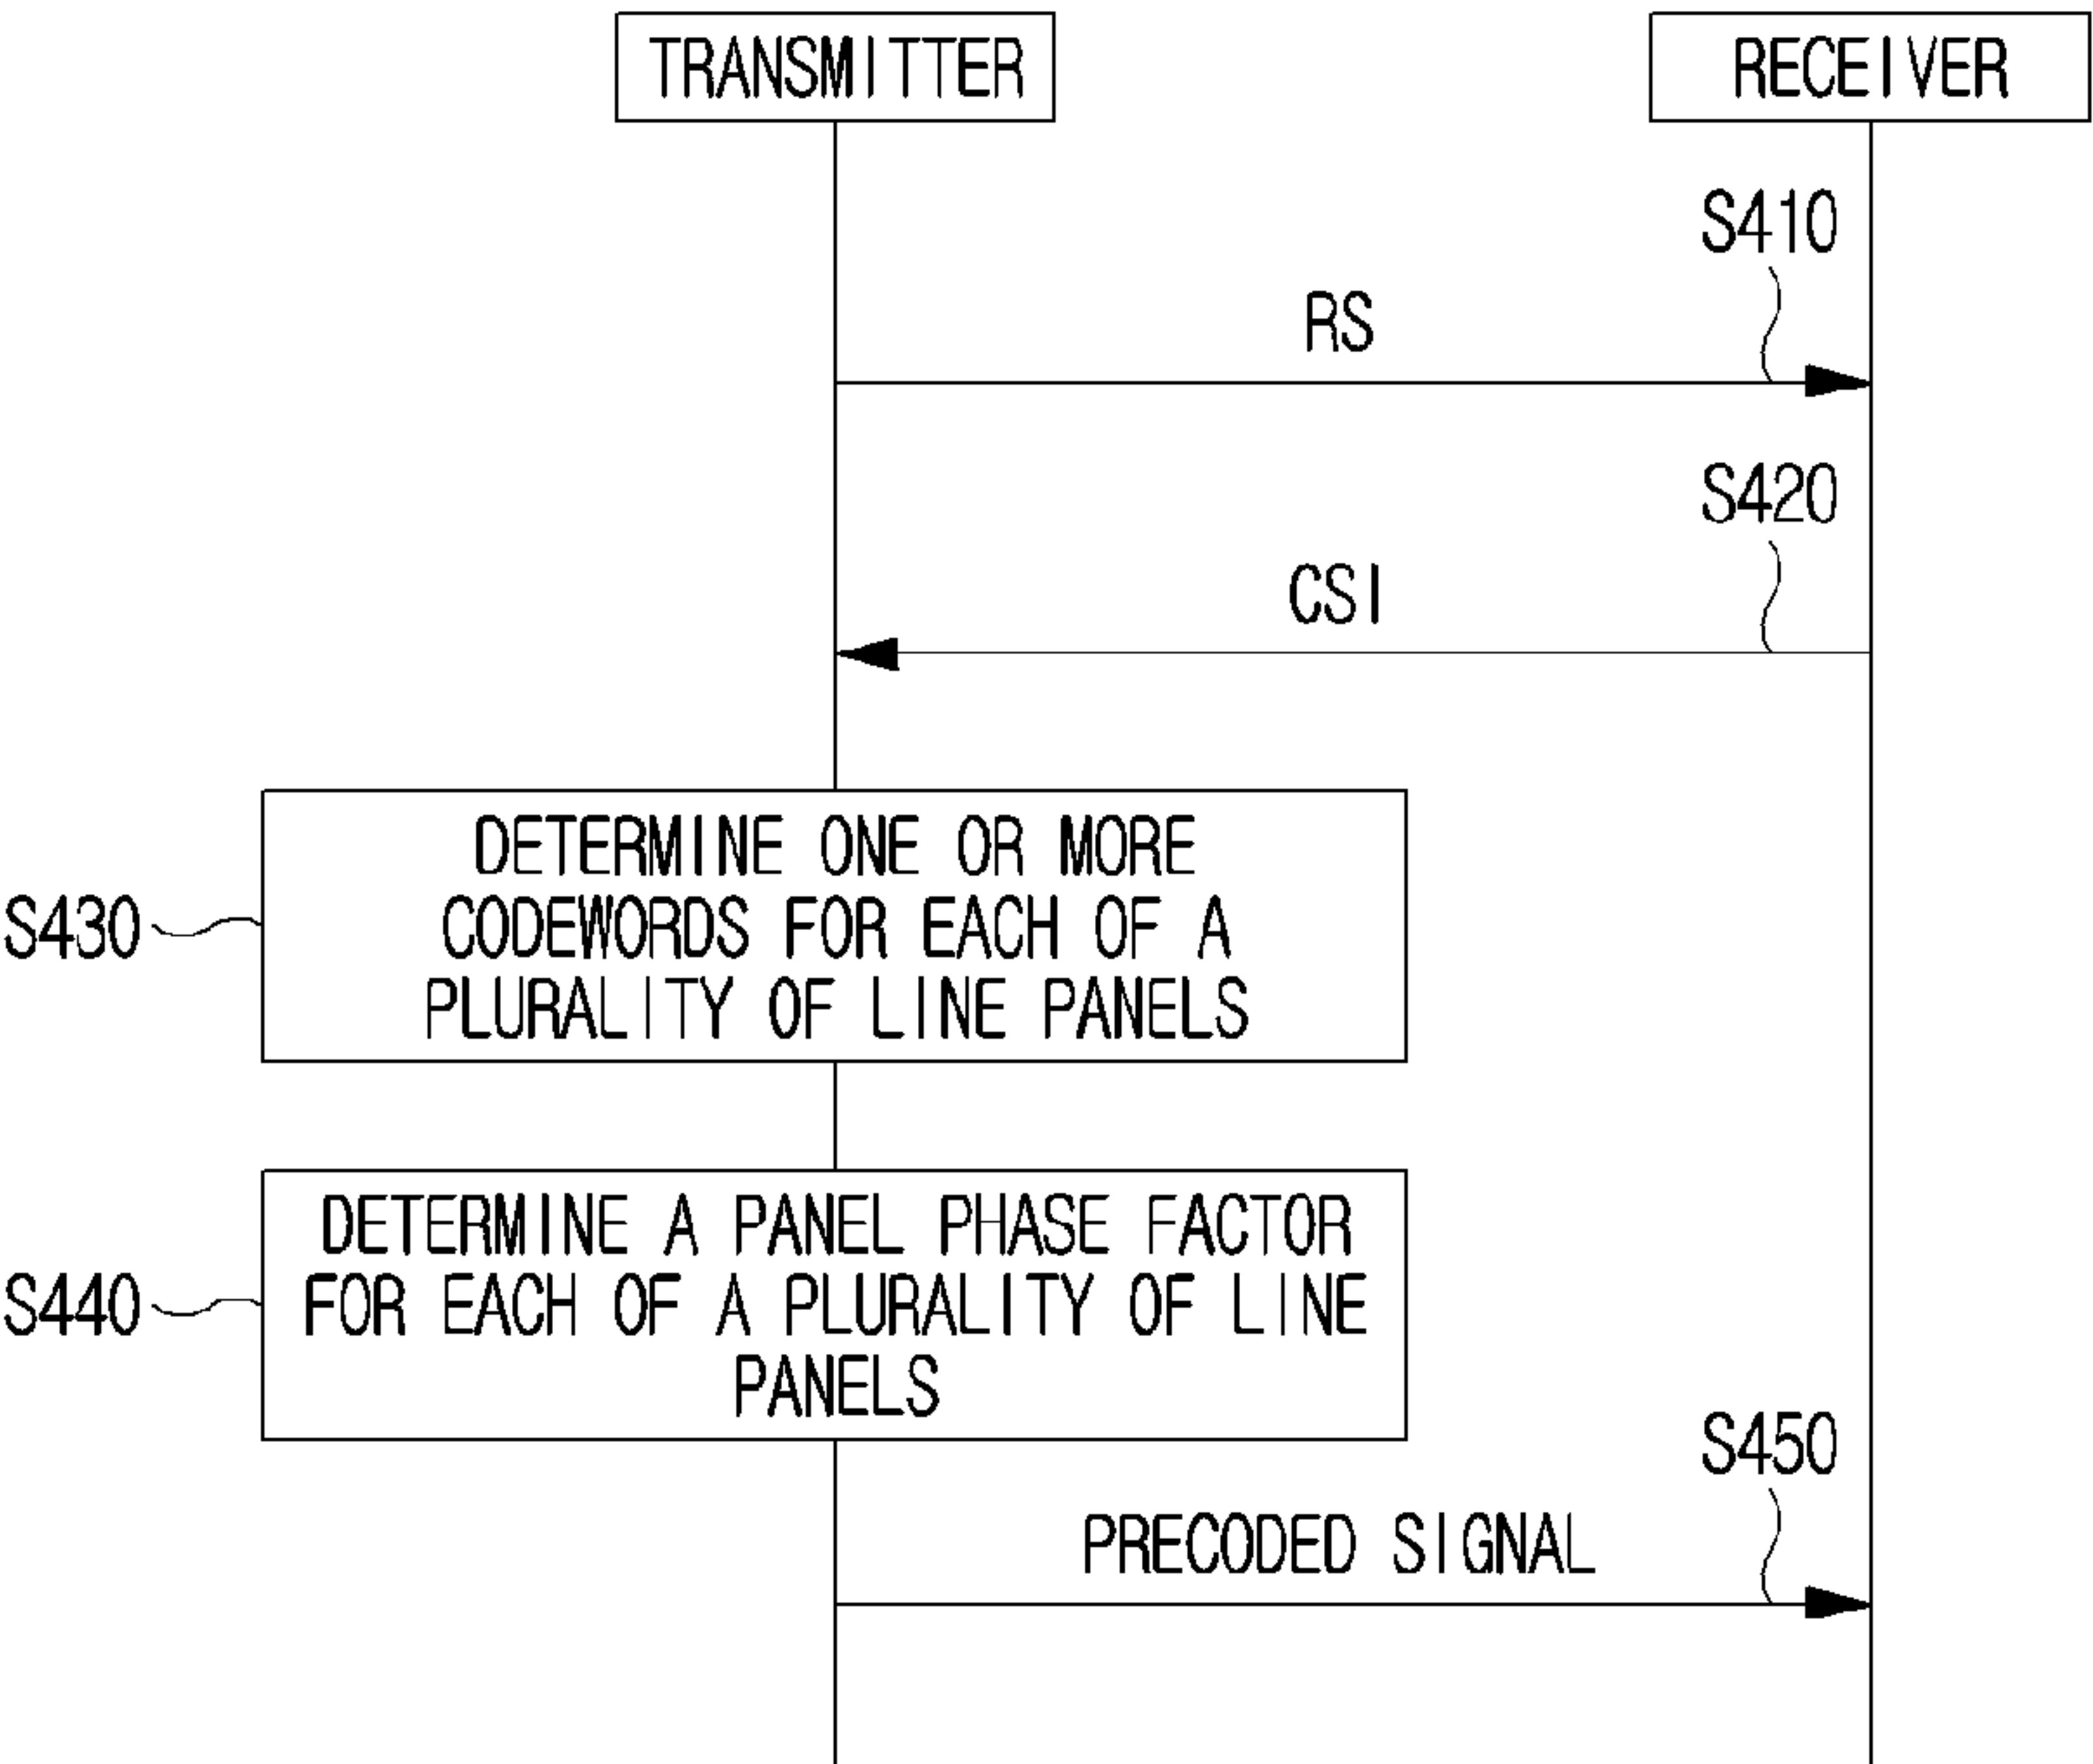 TRANSMITTER
RECEIVER
S410
RS
S420
CSI
S430
DETERMINE ONE OR MORE
CODEWORDS FOR EACH OF A
PLURALITY OF LINE PANELS
S440
DETERMINE A PANEL PHASE FACTOR
FOR EACH OF A PLURALITY OF LINE
PANELS
S450
PRECODED SIGNAL